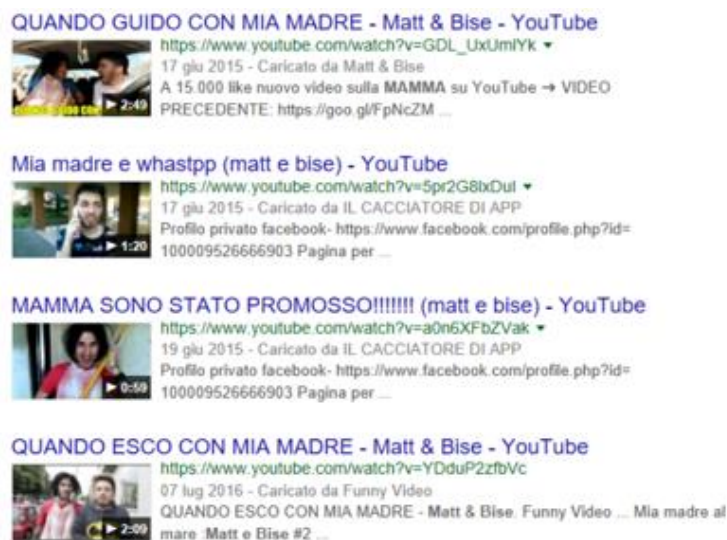 QUANDO GUIDO CON MIA MADRE - Matt & Bise - YouTube
https://www.youtube.com/watch?v=GDL_UxUmlYk
17 giu 2015 - Caricato da Matt & Bise
A 15.000 like nuovo video sulla MAMMA su YouTube → VIDEO
PRECEDENTE: https://goo.gl/FpNcZM ...
2:49
Mia madre e whastpp (matt e bise) - YouTube
https://www.youtube.com/watch?v=5pr2G8lxDuI
17 giu 2015 - Caricato da IL CACCIATORE DI APP
Profilo privato facebook- https://www.facebook.com/profile.php?id=
100009526666903 Pagina per ...
1:20
MAMMA SONO STATO PROMOSSO!!!!!!! (matt e bise) - YouTube
https://www.youtube.com/watch?v=a0n6XFbZVak
19 giu 2015 - Caricato da IL CACCIATORE DI APP
Profilo privato facebook- https://www.facebook.com/profile.php?id=
100009526666903 Pagina per ...
0:59
QUANDO ESCO CON MIA MADRE - Matt & Bise - YouTube
https://www.youtube.com/watch?v=YDduP2zfbVc
07 lug 2016 - Caricato da Funny Video
QUANDO ESCO CON MIA MADRE - Matt & Bise. Funny Video ... Mia madre al
mare :Matt e Bise #2 ...
2:09